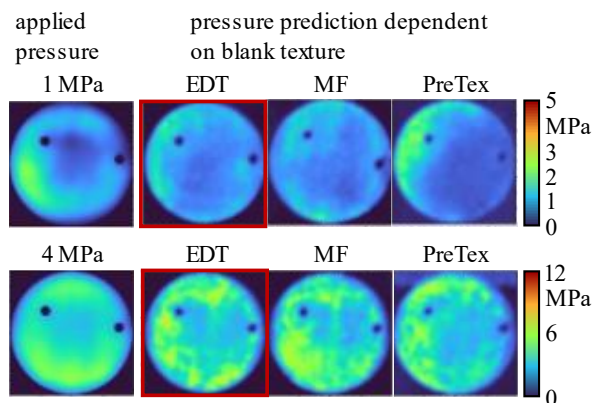 applied pressure prediction dependent
pressure on blank texture
1 MPa EDT MF PreTex
5
MPa
3
2
1
0
4 MPa EDT MF PreTex
12
MPa
6
0